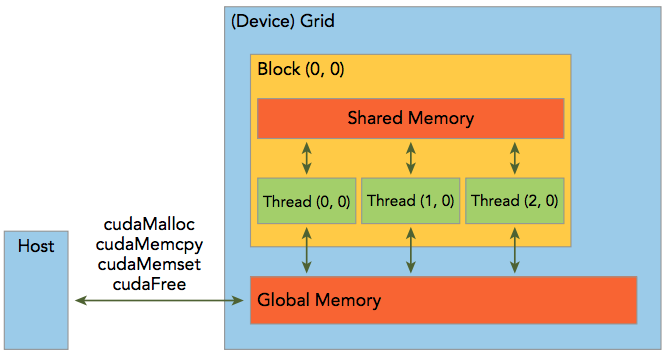 (Device) Grid
Block (0, 0)
Shared Memory
Thread (0, 0)
Thread (1, 0)
Thread (2, 0)
cudaMalloc
cudaMemcpy
cudaMemset
cudaFree
Host
Global Memory